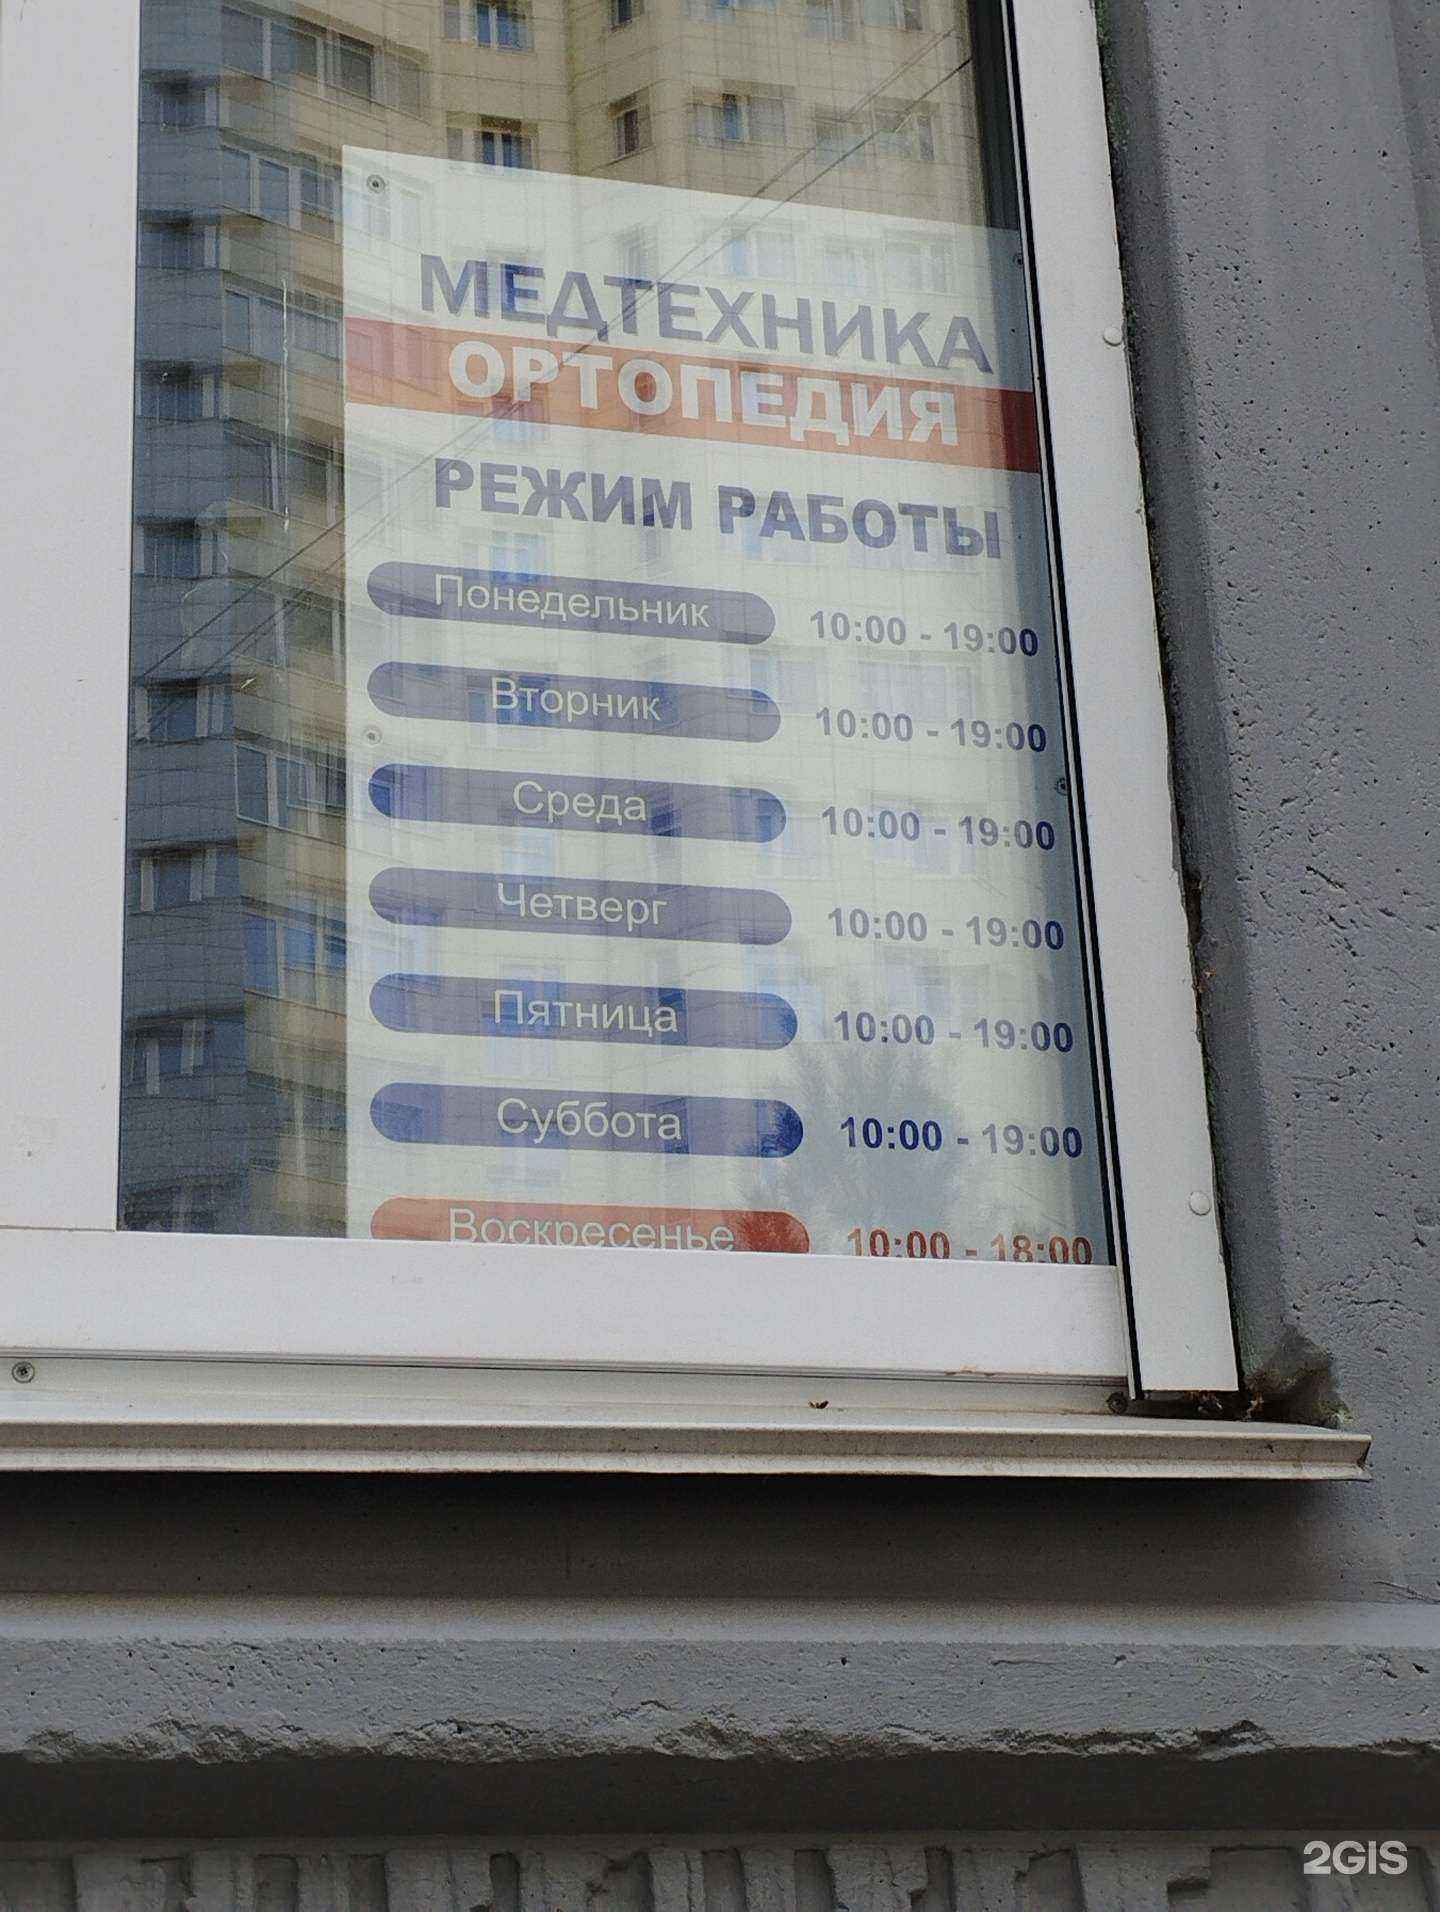 МЕДТЕХНИКА
ОРТОПЕДИЯ
РЕЖИМ РАБОТЫ
Понедельник 10:00 - 19:00
Вторник 10:00 - 19:00
Среда 10:00 - 19:00
Четверг 10:00 - 19:00
Пятница 10:00 - 19:00
Суббота 10:00 - 19:00
Воскресенье 10:00 - 18:00
2GIS